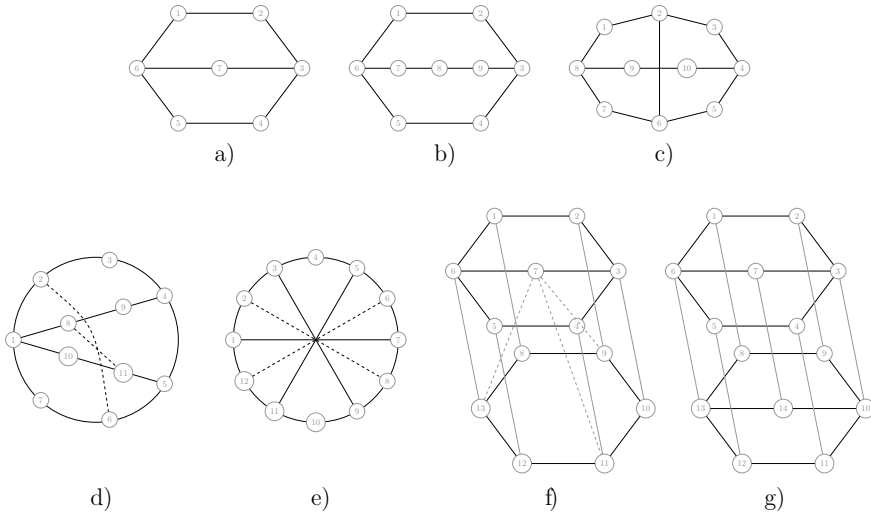 1 2 1 2 2
1 3
6 7 3 6 7 8 9 3 8 9 10 4
7 5
5 4 5 4 6
a) b) c)
1 2 1 2
3 4
2 3 5
6 7 3 6 7 3
9 4 2 6
8 5 4 5 4
1 1 7
10 8 9 8 9
11 5
12 8
7 13 10 13 14 10
6 11 9
10
12 11 12 11
d) e) f) g)